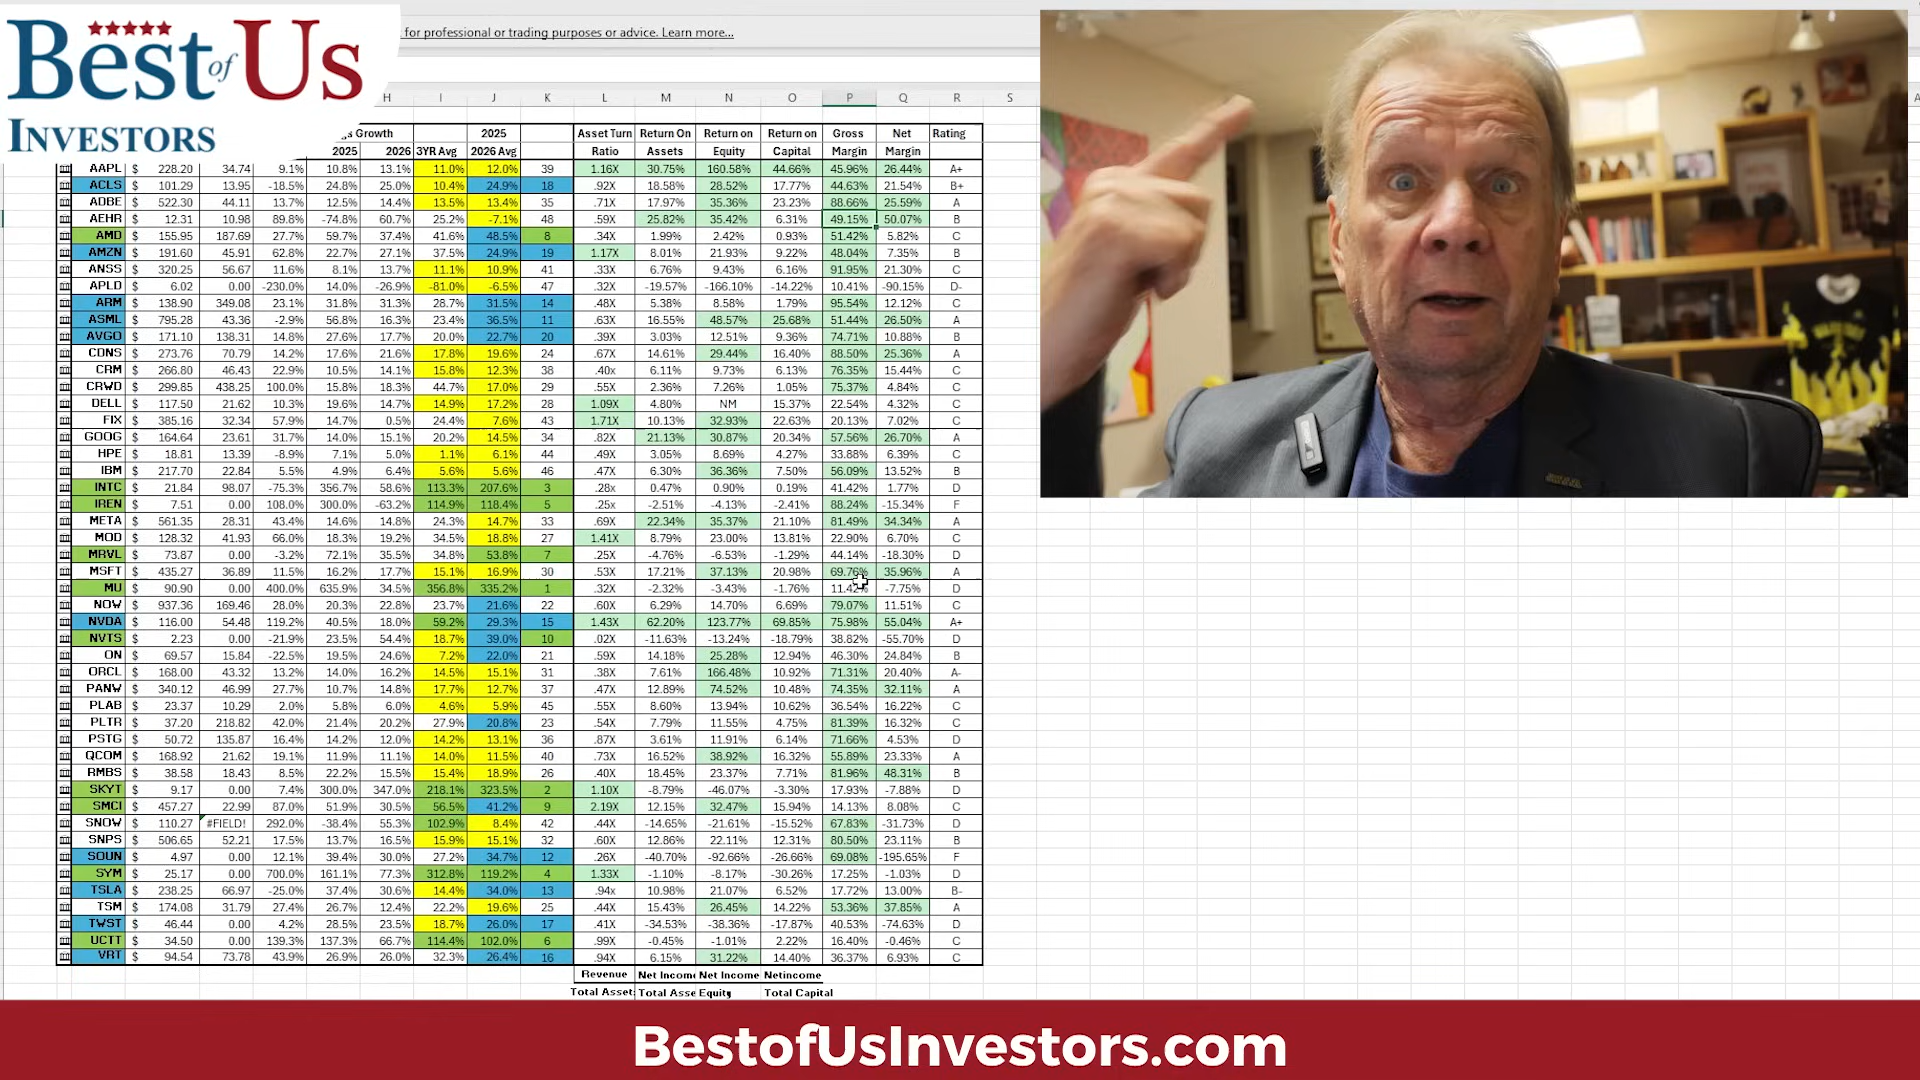 Best of Us
INVESTORS
for professional or trading purposes or advice. Learn more...
H I J K L M N O P Q R S
s Growth 2025 Asset Turn Return On Return on Return on Gross Net Rating
2025 2026 3YR Avg 2026 Avg Ratio Assets Equity Capital Margin Margin
AAPL $ 228.20 34.74 9.1% 10.8% 13.1% 11.0% 12.0% 39 1.16X 30.75% 160.58% 44.66% 45.96% 26.44% A+
ACLS $ 101.29 13.95 -18.5% 24.8% 25.0% 10.4% 24.9% 18 .92X 18.58% 28.52% 17.77% 44.63% 21.54% B+
ADBE $ 522.30 44.11 13.7% 12.5% 14.4% 13.5% 13.4% 35 .71X 17.97% 35.36% 23.23% 88.66% 25.59% A
AEHR $ 12.31 10.98 89.8% -74.8% 60.7% 25.2% -7.1% 48 .59X 25.82% 35.42% 6.31% 49.15% 50.07% B
AMD $ 155.95 187.69 27.7% 59.7% 37.4% 41.6% 48.5% 8 .34X 1.99% 2.42% 0.93% 51.42% 5.82% C
AMZN $ 191.60 45.91 62.8% 22.7% 27.1% 37.5% 24.9% 19 1.17X 8.01% 21.93% 9.22% 48.04% 7.35% B
ANSS $ 320.25 56.67 11.6% 8.1% 13.7% 11.1% 10.9% 41 .33X 6.76% 9.43% 6.16% 91.95% 21.30% C
APLD $ 6.02 0.00 -230.0% 14.0% -26.9% -81.0% -6.5% 47 .32X -19.57% -166.10% -14.22% 10.41% -90.15% D-
ARM $ 138.90 349.08 23.1% 31.8% 31.3% 28.7% 31.5% 14 .48X 5.38% 8.58% 1.79% 95.54% 12.12% C
ASML $ 795.28 43.36 -2.9% 56.8% 16.3% 23.4% 36.5% 11 .63X 16.55% 48.57% 25.68% 51.44% 26.50% A
AVGO $ 171.10 138.31 14.8% 27.6% 17.7% 20.0% 22.7% 20 .39X 3.03% 12.51% 9.36% 74.71% 10.88% B
CDNS $ 273.76 70.79 14.2% 17.6% 21.6% 17.8% 19.6% 24 .67X 14.61% 29.44% 16.40% 88.50% 25.36% A
CRM $ 266.80 46.43 22.9% 10.5% 14.1% 15.8% 12.3% 38 .40x 6.11% 9.73% 6.13% 76.35% 15.44% C
CRWD $ 299.85 438.25 100.0% 15.8% 18.3% 44.7% 17.0% 29 .55X 2.36% 7.26% 1.05% 75.37% 4.84% C
DELL $ 117.50 21.62 10.3% 19.6% 14.7% 14.9% 17.2% 28 1.09X 4.80% NM 15.37% 22.54% 4.32% C
FIX $ 385.16 32.34 57.9% 14.7% 0.5% 24.4% 7.6% 43 1.71X 10.13% 32.93% 22.63% 20.13% 7.02% C
GOOG $ 164.64 23.61 31.7% 14.0% 15.1% 20.2% 14.5% 34 .82X 21.13% 30.87% 20.34% 57.56% 26.70% A
HPE $ 18.81 13.39 -8.9% 7.1% 5.0% 1.1% 6.1% 44 .49X 3.05% 8.69% 4.27% 33.88% 6.39% C
IBM $ 217.70 22.84 5.5% 4.9% 6.4% 5.6% 5.6% 46 .47X 6.30% 36.36% 7.50% 56.09% 13.52% B
INTC $ 21.84 98.07 -75.3% 356.7% 58.6% 113.3% 207.6% 3 .28x 0.47% 0.90% 0.19% 41.42% 1.77% D
IREN $ 7.51 0.00 108.0% 300.0% -63.2% 114.9% 118.4% 5 .25x -2.51% -4.13% -2.41% 88.24% -15.34% F
META $ 561.35 28.31 43.4% 14.6% 14.8% 24.3% 14.7% 33 .69X 22.34% 35.37% 21.10% 81.49% 34.34% A
MOD $ 128.32 41.93 66.0% 18.3% 19.2% 34.5% 18.8% 27 1.41X 8.79% 23.00% 13.81% 22.90% 6.70% C
MRVL $ 73.87 0.00 -3.2% 72.1% 35.5% 34.8% 53.8% 7 .25X -4.76% -6.53% -1.29% 44.14% -18.30% D
MSFT $ 435.27 36.89 11.5% 16.2% 17.7% 15.1% 16.9% 30 .53X 17.21% 37.13% 20.98% 69.76% 35.96% A
MU $ 90.90 0.00 400.0% 635.9% 34.5% 356.8% 335.2% 1 .32X -2.32% -3.43% -1.76% 11.42% -7.75% D
NOW $ 937.36 169.46 28.0% 20.3% 22.8% 23.7% 21.6% 22 .60X 6.29% 14.70% 6.69% 79.07% 11.51% C
NVDA $ 116.00 54.48 119.2% 40.5% 18.0% 59.2% 29.3% 15 1.43X 62.20% 123.77% 69.85% 75.98% 55.04% A+
NVTS $ 2.23 0.00 -21.9% 23.5% 54.4% 18.7% 39.0% 10 .02X -11.63% -13.24% -18.79% 38.82% -55.70% D
ON $ 69.57 15.84 -22.5% 19.5% 24.6% 7.2% 22.0% 21 .59X 14.18% 25.28% 12.94% 46.30% 24.84% B
ORCL $ 168.00 43.32 13.2% 14.0% 16.2% 14.5% 15.1% 31 .38X 7.61% 166.48% 10.92% 71.31% 20.40% A-
PANW $ 340.12 46.99 27.7% 10.7% 14.8% 17.7% 12.7% 37 .47X 12.89% 74.52% 10.48% 74.35% 32.11% A
PLAB $ 23.37 10.29 2.0% 5.8% 6.0% 4.6% 5.9% 45 .55X 8.60% 13.94% 10.62% 36.54% 16.22% C
PLTR $ 37.20 218.82 42.0% 21.4% 20.2% 27.9% 20.8% 23 .54X 7.79% 11.55% 4.75% 81.39% 16.32% C
PSTG $ 50.72 135.87 16.4% 14.2% 12.0% 14.2% 13.1% 36 .87X 3.61% 11.91% 6.14% 71.66% 4.53% D
QCOM $ 168.92 21.62 19.1% 11.9% 11.1% 14.0% 11.5% 40 .73X 16.52% 38.92% 16.32% 55.89% 23.33% A
RMBS $ 38.58 18.43 8.5% 22.2% 15.5% 15.4% 18.9% 26 .40X 18.45% 23.37% 7.71% 81.96% 48.31% B
SKYT $ 9.17 0.00 7.4% 300.0% 347.0% 218.1% 323.5% 2 1.10X -8.79% -46.07% -3.30% 17.93% -7.88% D
SMCI $ 457.27 22.99 87.0% 51.9% 30.5% 56.5% 41.2% 9 2.19X 12.15% 32.47% 15.94% 14.13% 8.08% C
SNOW $ 110.27 #FIELD! 292.0% -38.4% 55.3% 102.9% 8.4% 42 .44X -14.65% -21.61% -15.52% 67.83% -31.73% D
SNPS $ 506.65 52.21 17.5% 13.7% 16.5% 15.9% 15.1% 32 .60X 12.86% 22.11% 12.31% 80.50% 23.11% B
SOUN $ 4.97 0.00 12.1% 39.4% 30.0% 27.2% 34.7% 12 .26X -40.70% -92.66% -26.66% 69.08% -195.65% F
SYM $ 25.17 0.00 700.0% 161.1% 77.3% 312.8% 119.2% 4 1.33X -1.10% -8.17% -30.26% 17.25% -1.03% D
TSLA $ 238.25 66.97 -25.0% 37.4% 30.6% 14.4% 34.0% 13 .94x 10.98% 21.07% 6.52% 17.72% 13.00% B-
TSM $ 174.08 31.79 27.4% 26.7% 12.4% 22.2% 19.6% 25 .44X 15.43% 26.45% 14.22% 53.36% 37.85% A
TWST $ 46.44 0.00 4.2% 28.5% 23.5% 18.7% 26.0% 17 .41X -34.53% -38.36% -17.87% 40.53% -74.63% D
UCTT $ 34.50 0.00 139.3% 137.3% 66.7% 114.4% 102.0% 6 .99X -0.45% -1.01% 2.22% 16.40% -0.46% C
VRT $ 94.54 73.78 43.9% 26.9% 26.0% 32.3% 26.4% 16 .94X 6.15% 31.22% 14.40% 36.37% 6.93% C
Revenue Net Incom Net Income Netincome
Total Asset Total Asse Equity Total Capital
BestofUsInvestors.com